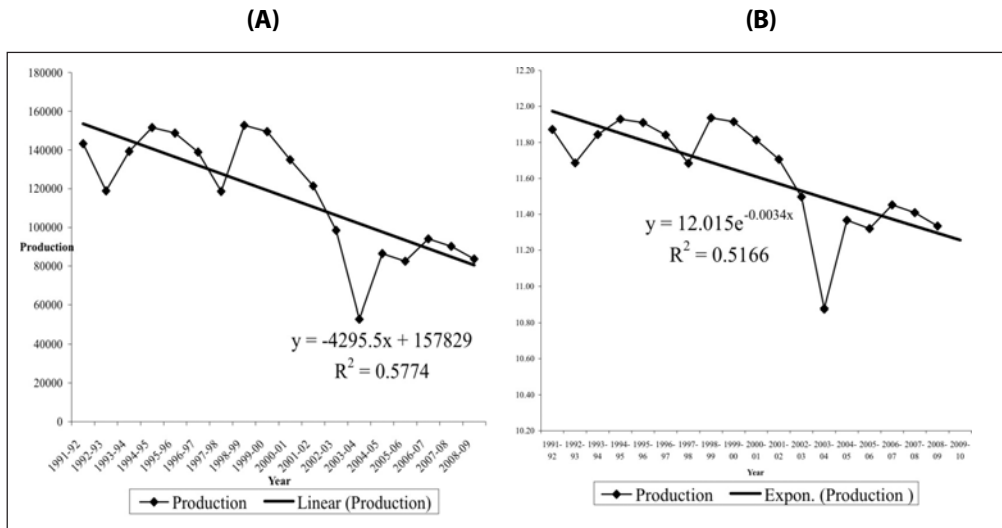 (A)
(B)
180000
160000
140000
120000
100000
Production
80000
60000
40000
20000
0
y = -4295.5x + 157829
R² = 0.5774
1991-92
1992-93
1993-94
1994-95
1995-96
1996-97
1997-98
1998-99
1999-00
2000-01
2001-02
2002-03
2003-04
2004-05
2005-06
2006-07
2007-08
2008-09
Year
Production
Linear (Production)
12.20
12.00
11.80
11.60
11.40
11.20
11.00
10.80
10.60
10.40
10.20
y = 12.015e^-0.0034x
R² = 0.5166
1991- 1992- 1993- 1994- 1995- 1996- 1997- 1998- 1999- 2000- 2001- 2002- 2003- 2004- 2005- 2006- 2007- 2008- 2009-
92 93 94 95 96 97 98 99 00 01 02 03 04 05 06 07 08 09 10
Year
Production
Expon. (Production )